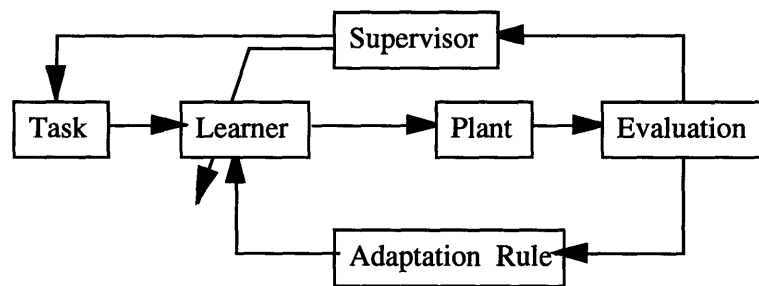 Supervisor
Task
Learner
Plant
Evaluation
Adaptation Rule